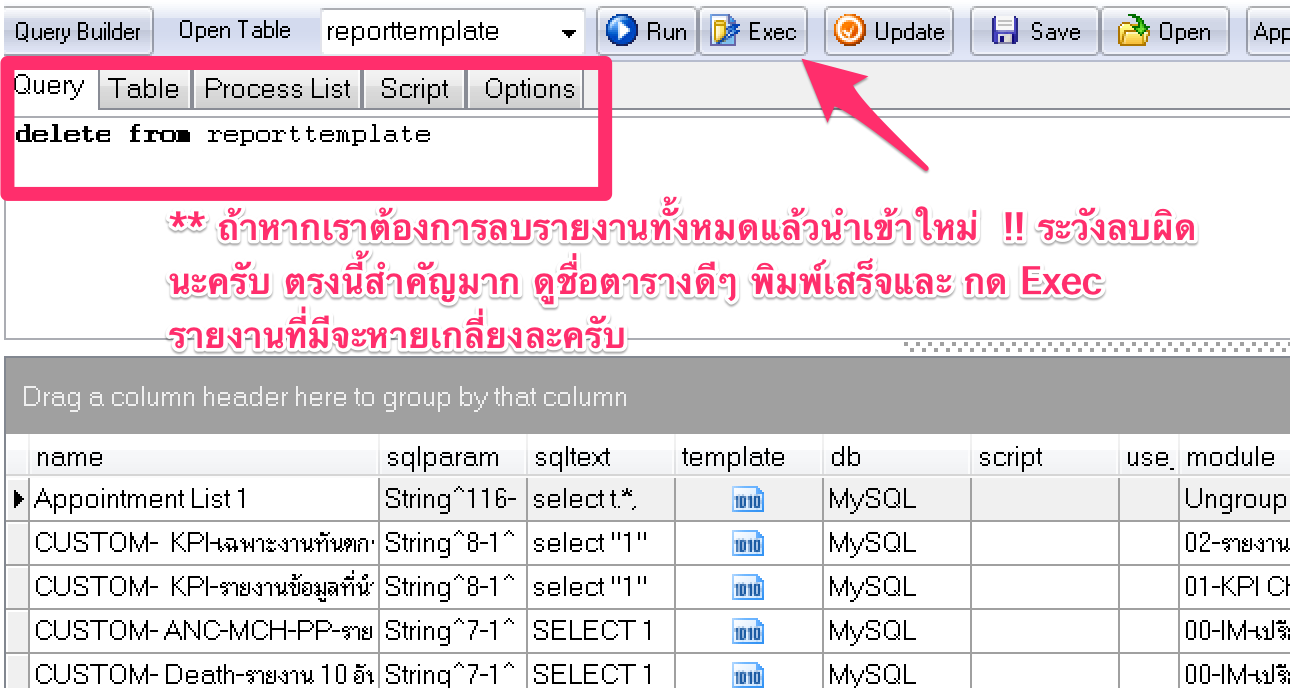 Query Builder Open Table reporttemplate Run Exec Update Save Open App
Query Table Process List Script Options
delete from reporttemplate
** ถ้าหากเราต้องการลบรายงานทั้งหมดแล้วนำเข้าใหม่ !! ระวังลบผิด
นะครับ ตรงนี้สำคัญมาก ดูชื่อตารางดีๆ พิมพ์เสร็จและ กด Exec
รายงานที่มีจะหายเกลี่ยงละครับ
Drag a column header here to group by that column
name sqlparam sqltext template db script use_ module
Appointment List 1 String^116- select t.*, 1010 MySQL Ungroup
CUSTOM- KPI-เฉพาะงานทันตก String^8-1^ select "1" 1010 MySQL 02-รายงาน
CUSTOM- KPI-รายงานข้อมูลที่นำ String^8-1^ select "1" 1010 MySQL 01-KPI CH
CUSTOM- ANC-MCH-PP-ราย String^7-1^ SELECT 1 1010 MySQL 00-IM-เปรี
CUSTOM- Death-รายงาน 10 อัน String^7-1^ SELECT 1 1010 MySQL 00-IM-เปรี